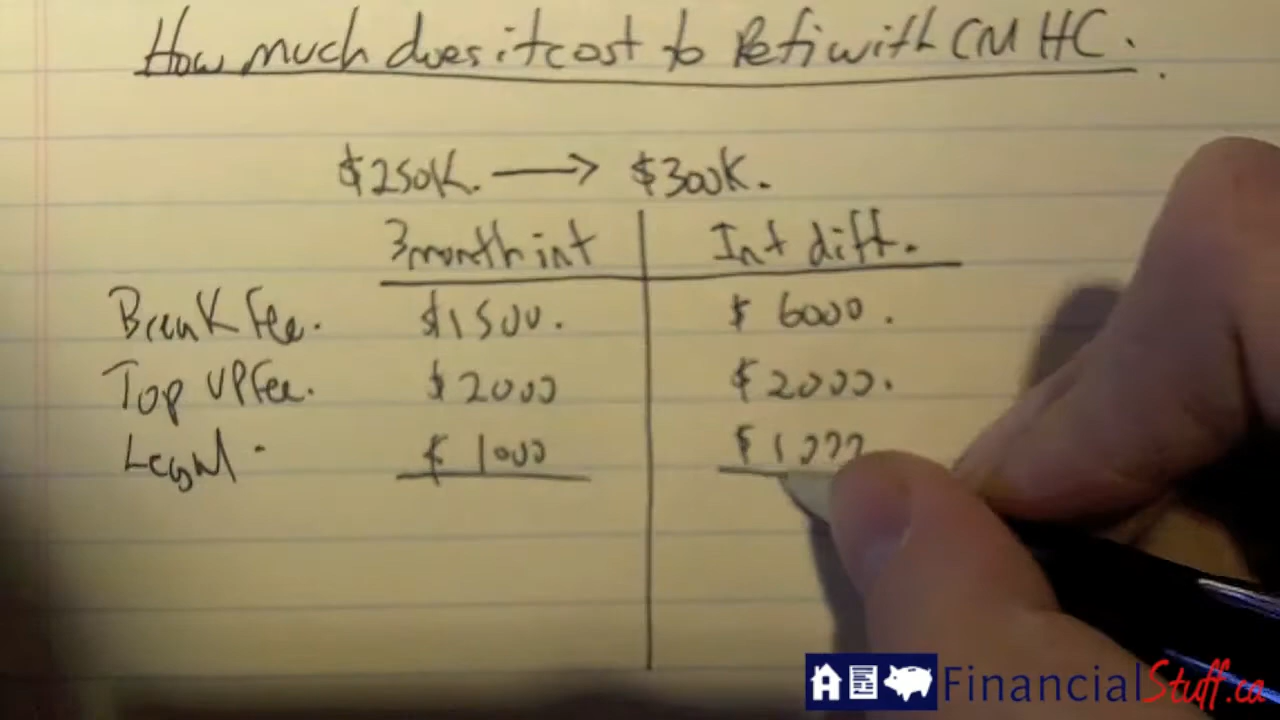 How much does it cost to Refi with CMHC.
$250K. → $300K.
3 month int Int diff.
Break Fee. $1500. $ 6000.
Top UP Fee. $ 2000 $ 2000.
Legal $ 1000 $ 1000
FinancialStuff.ca